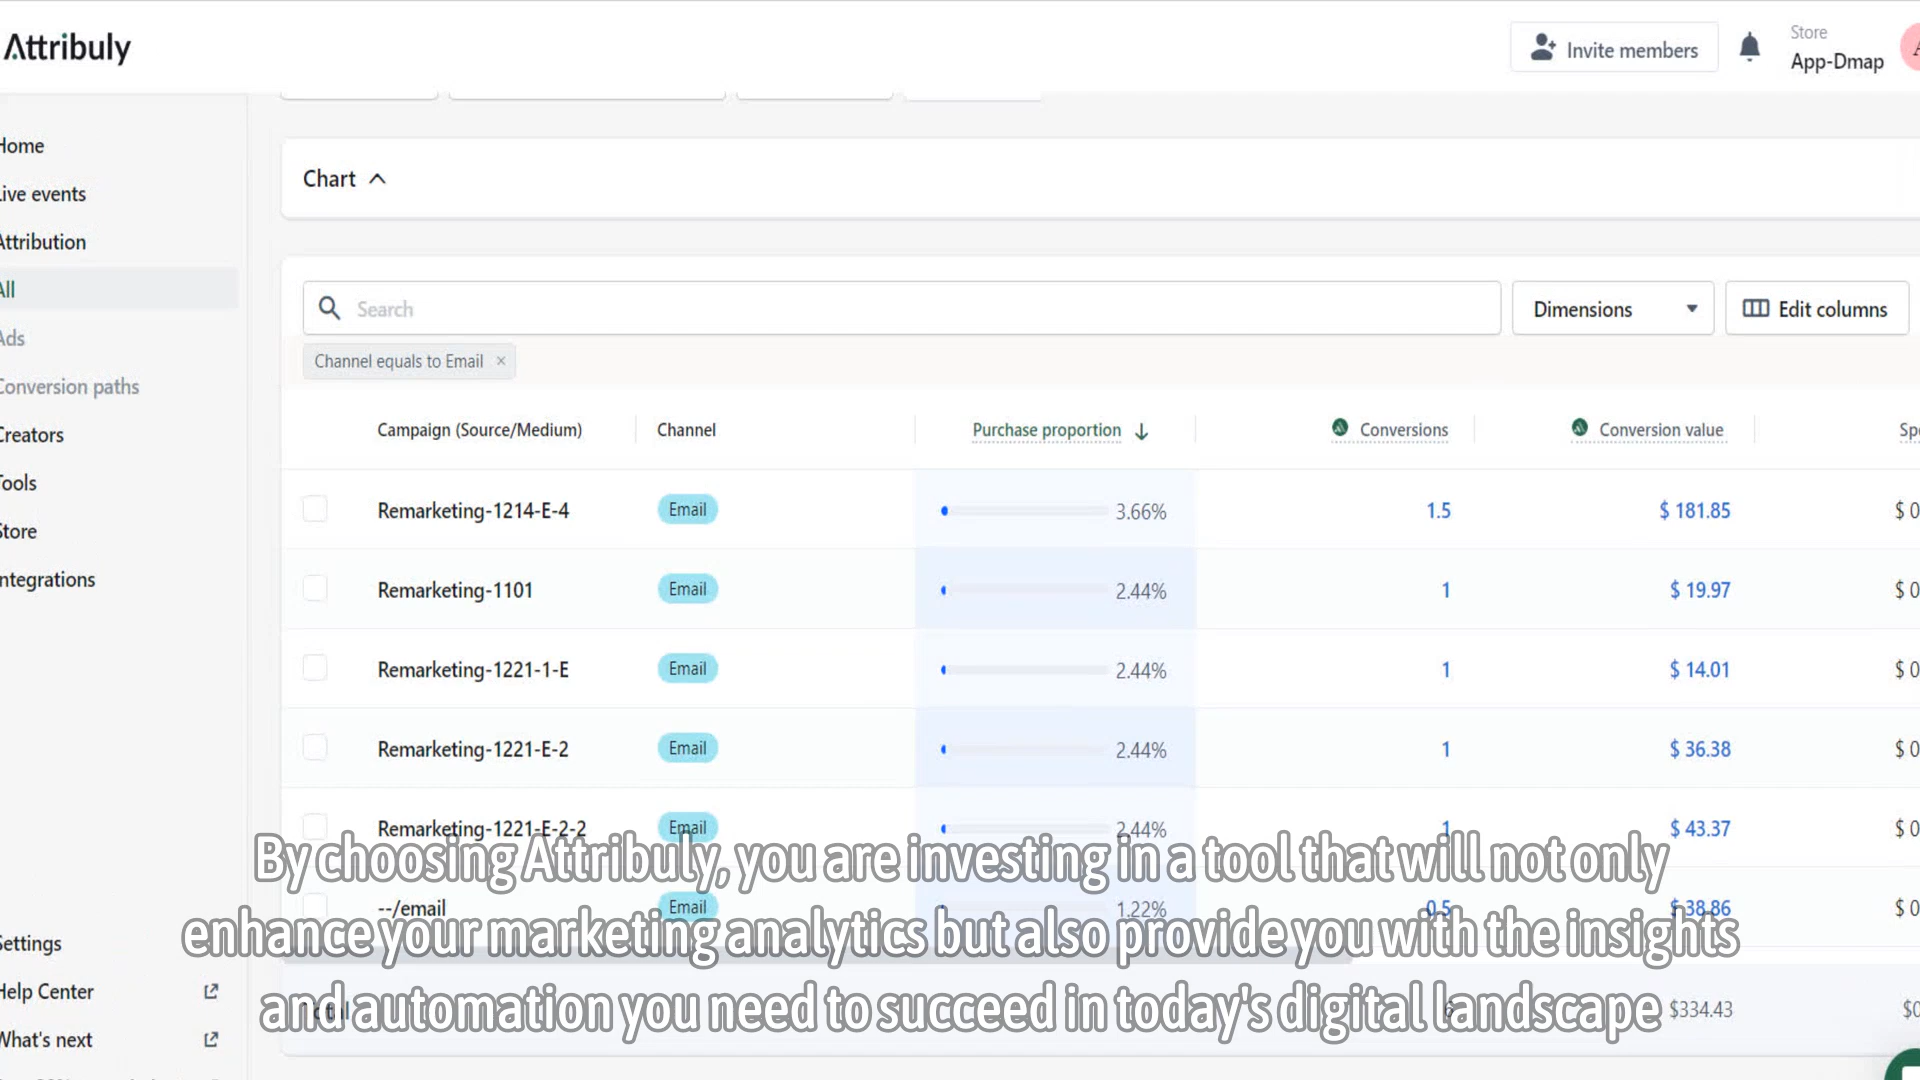 Attribuly
Invite members
Store
App-Dmap
Home
Live events
Attribution
All
Ads
Conversion paths
Creators
Tools
Store
Integrations
Settings
Help Center
What's next
Chart
Search
Dimensions
Edit columns
Channel equals to Email ×
Campaign (Source/Medium) Channel Purchase proportion ↓ Conversions Conversion value
Remarketing-1214-E-4 Email 3.66% 1.5 $ 181.85 $ 0
Remarketing-1101 Email 2.44% 1 $ 19.97 $ 0
Remarketing-1221-1-E Email 2.44% 1 $ 14.01 $ 0
Remarketing-1221-E-2 Email 2.44% 1 $ 36.38 $ 0
Remarketing-1221-E-2-2 Email 2.44% 1 $ 43.37 $ 0
--/email Email 1.22% 0.5 $ 38.86 $ 0
Total 6 $334.43 $0
By choosing Attribuly, you are investing in a tool that will not only
enhance your marketing analytics but also provide you with the insights
and automation you need to succeed in today's digital landscape